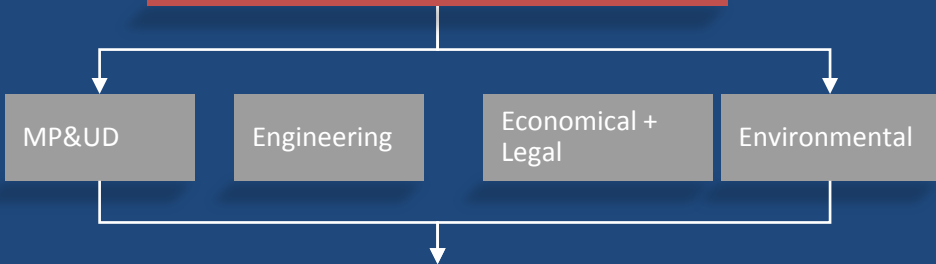 MP&UD
Engineering
Economical +
Legal
Environmental